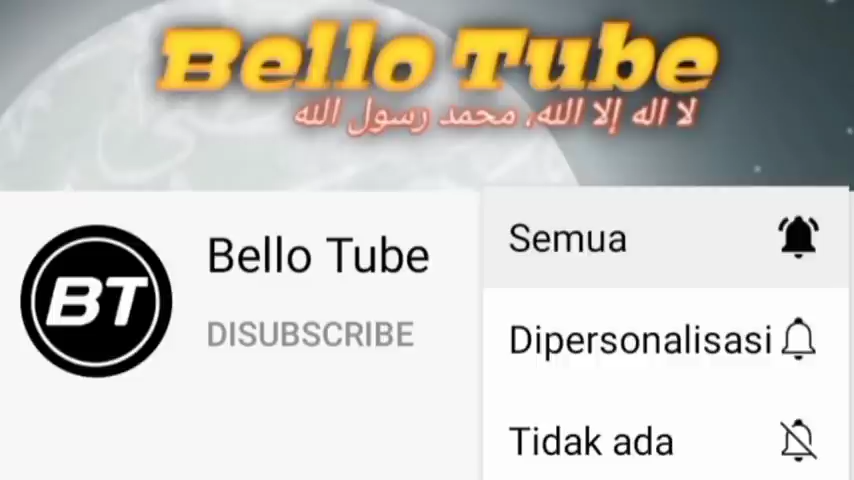 Bello Tube
لا اله إلا الله، محمد رسول الله
BT
Bello Tube
DISUBSCRIBE
Semua
Dipersonalisasi
Tidak ada